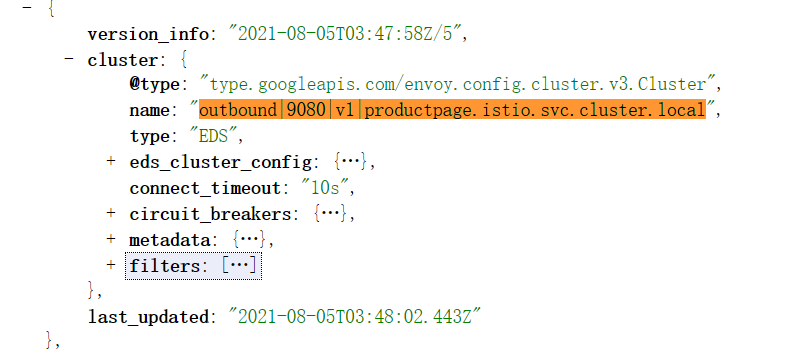 - {
version_info: "2021-08-05T03:47:58Z/5",
- cluster: {
@type: "type.googleapis.com/envoy.config.cluster.v3.Cluster",
name: "outbound|9080|v1|productpage.istio.svc.cluster.local",
type: "EDS",
+ eds_cluster_config: {…},
connect_timeout: "10s",
+ circuit_breakers: {…},
+ metadata: {…},
+ filters: […]
},
last_updated: "2021-08-05T03:48:02.443Z"
},